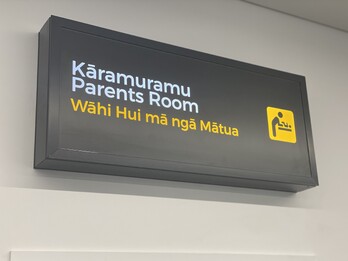 Kāramuramu
Parents Room
Wāhi Hui mā ngā Mātua